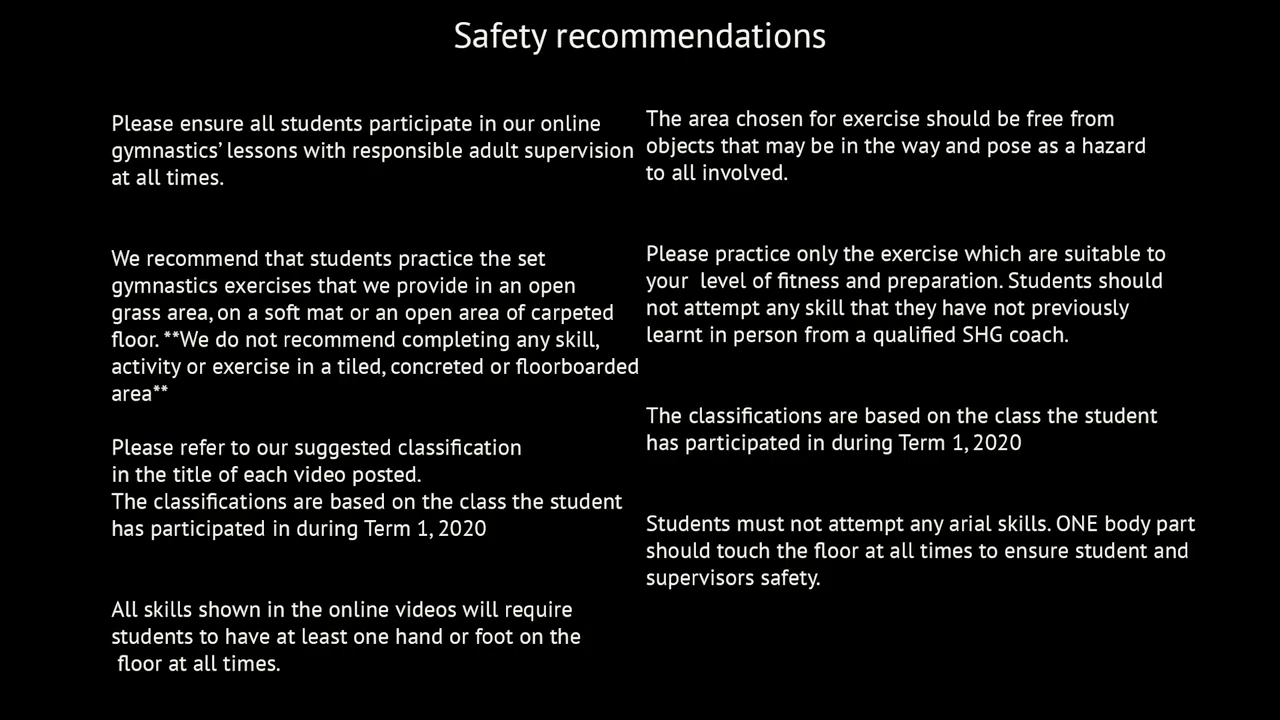 Safety recommendations
Please ensure all students participate in our online
gymnastics’ lessons with responsible adult supervision
at all times.
We recommend that students practice the set
gymnastics exercises that we provide in an open
grass area, on a soft mat or an open area of carpeted
floor. **We do not recommend completing any skill,
activity or exercise in a tiled, concreted or floorboarded
area**
Please refer to our suggested classification
in the title of each video posted.
The classifications are based on the class the student
has participated in during Term 1, 2020
All skills shown in the online videos will require
students to have at least one hand or foot on the
floor at all times.
The area chosen for exercise should be free from
objects that may be in the way and pose as a hazard
to all involved.
Please practice only the exercise which are suitable to
your  level of fitness and preparation. Students should
not attempt any skill that they have not previously
learnt in person from a qualified SHG coach.
The classifications are based on the class the student
has participated in during Term 1, 2020
Students must not attempt any arial skills. ONE body part
should touch the floor at all times to ensure student and
supervisors safety.